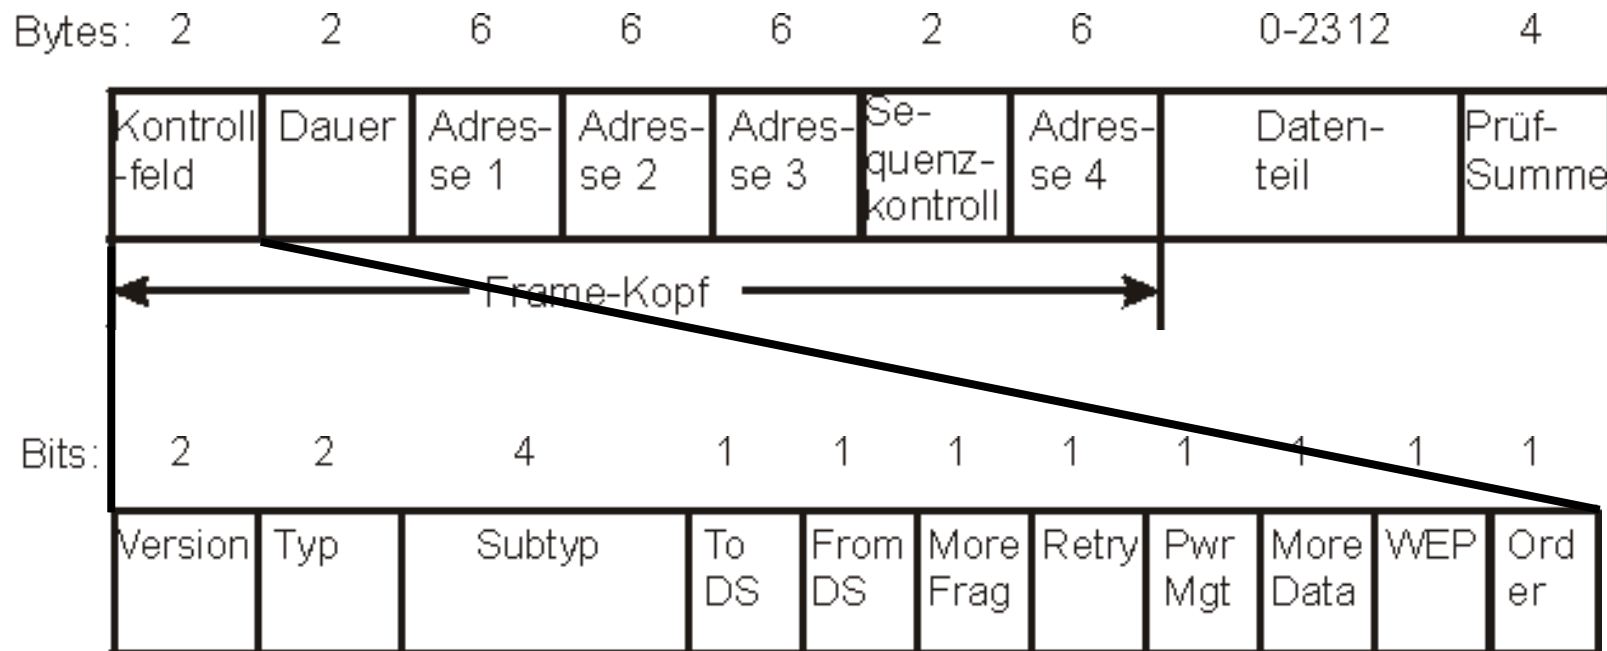 Bytes: 2 2 6 6 6 2 6 0-2312 4
Kontroll
-feld
Dauer
Adres-
se 1
Adres-
se 2
Adres-
se 3
Se-
quenz-
kontroll
Adres-
se 4
Daten-
teil
Prüf-
Summe
Frame-Kopf
Bits: 2 2 4 1 1 1 1 1 1 1 1
Version
Typ
Subtyp
To
DS
From
DS
More
Frag
Retry
Pwr
Mgt
More
Data
WEP
Ord
er